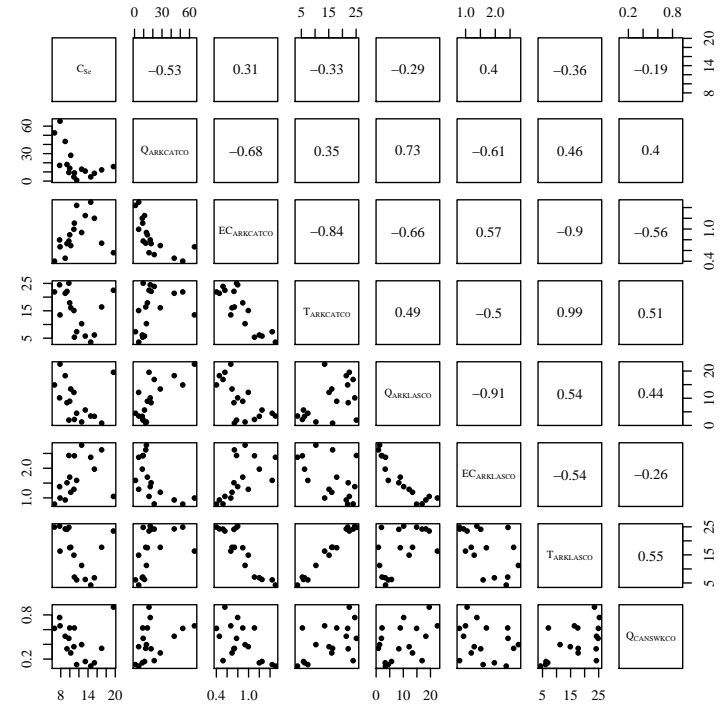 0 30 60 5 15 25 1.0 2.0 0.2 0.8
C_Se −0.53 0.31 −0.33 −0.29 0.4 −0.36 −0.19 8 14 20
0 30 60 Q_ARKCATCO −0.68 0.35 0.73 −0.61 0.46 0.4
EC_ARKCATCO −0.84 −0.66 0.57 −0.9 −0.56 0.4 1.0
5 15 25 T_ARKCATCO 0.49 −0.5 0.99 0.51
Q_ARKLASCO −0.91 0.54 0.44 0 10 20
1.0 2.0 EC_ARKLASCO −0.54 −0.26
T_ARKLASCO 0.55 5 15 25
0.2 0.8 Q_CANSWKCO
8 14 20 0.4 1.0 0 10 20 5 15 25